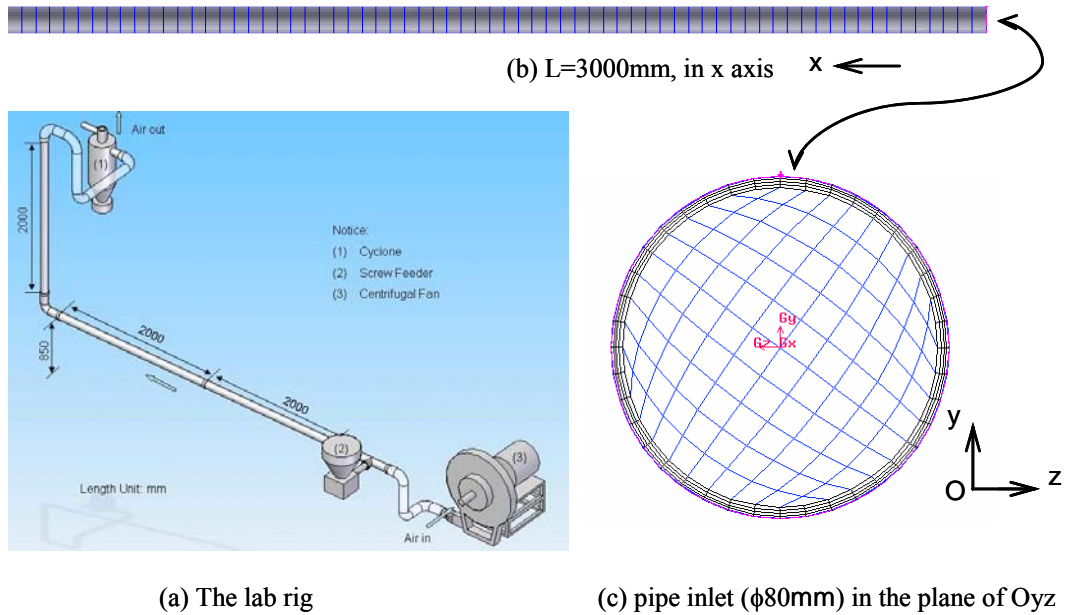 (b) L=3000mm, in x axis
x
Air out
(1)
2000
Notice:
(1) Cyclone
(2) Screw Feeder
(3) Centrifugal Fan
2000
850
2000
(2)
(3)
Length Unit: mm
Air in
Gy
Gz Gx
y
O
z
(a) The lab rig
(c) pipe inlet (ϕ80mm) in the plane of Oyz